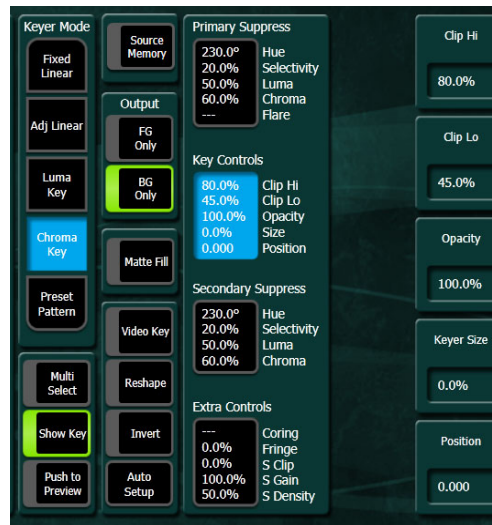 Keyer Mode
Fixed
Linear
Adj Linear
Luma
Key
Chroma
Key
Preset
Pattern
Multi
Select
Show Key
Push to
Preview
Source
Memory
Output
FG
Only
BG
Only
Matte Fill
Video Key
Reshape
Invert
Auto
Setup
Primary Suppress
230.0º Hue
20.0% Selectivity
50.0% Luma
60.0% Chroma
--- Flare
Key Controls
80.0% Clip Hi
45.0% Clip Lo
100.0% Opacity
0.0% Size
0.000 Position
Secondary Suppress
230.0º Hue
20.0% Selectivity
50.0% Luma
60.0% Chroma
Extra Controls
--- Coring
0.0% Fringe
0.0% S Clip
100.0% S Gain
50.0% S Density
Clip Hi
80.0%
Clip Lo
45.0%
Opacity
100.0%
Keyer Size
0.0%
Position
0.000